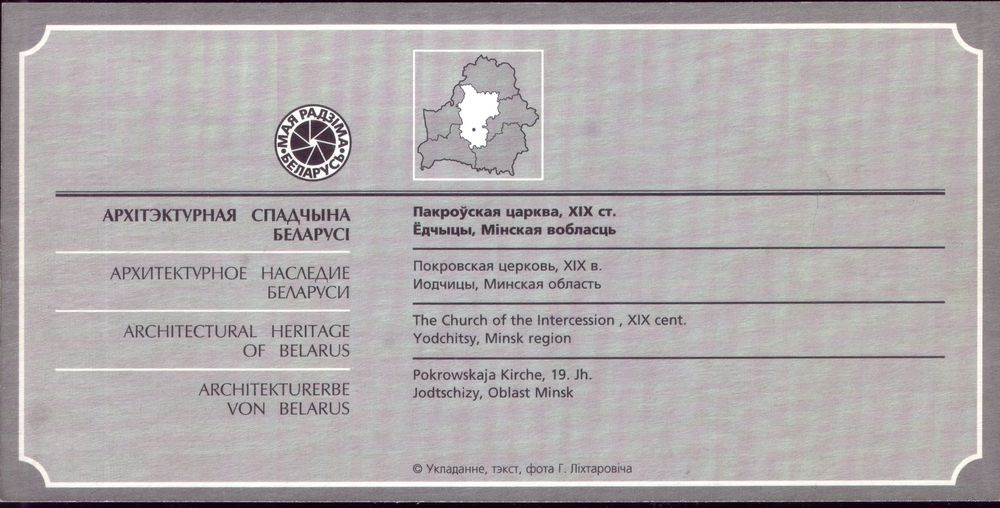 МАЯ РАДЗІМА
БЕЛАРУСЬ
АРХІТЭКТУРНАЯ СПАДЧЫНА
БЕЛАРУСІ
Пакроўская царква, XIX ст.
Ёдчыцы, Мінская вобласць
АРХИТЕКТУРНОЕ НАСЛЕДИЕ
БЕЛАРУСИ
Покровская церковь, XIX в.
Иодчицы, Минская область
ARCHITECTURAL HERITAGE
OF BELARUS
The Church of the Intercession , XIX cent.
Yodchitsy, Minsk region
ARCHITEKTURERBE
VON BELARUS
Pokrowskaja Kirche, 19. Jh.
Jodtschizy, Oblast Minsk
© Укладанне, тэкст, фота Г. Ліхтаровіча